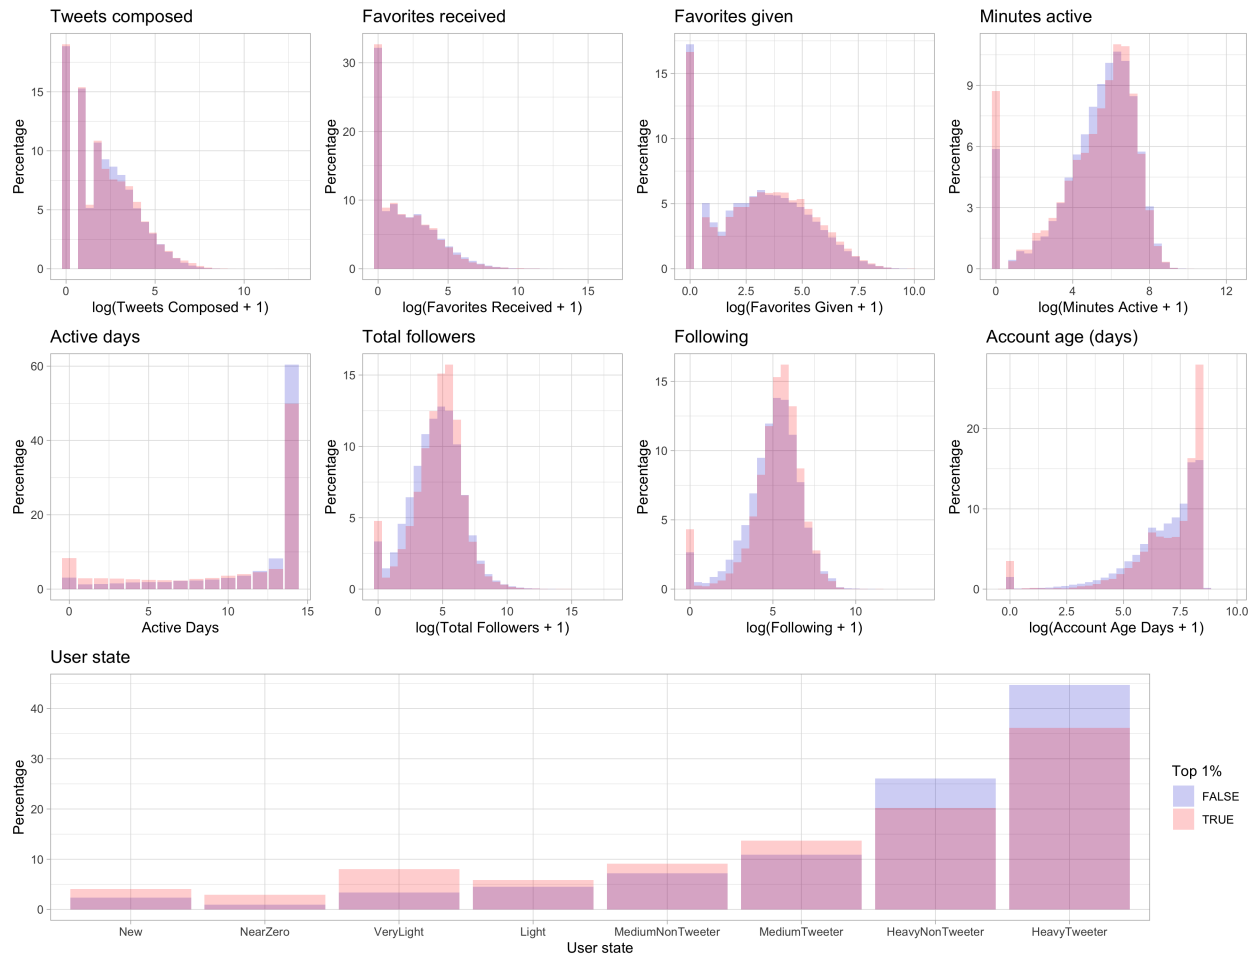 Tweets composed
Favorites received
Favorites given
Minutes active
Percentage
15
10
5
0
0
5
10
log(Tweets Composed + 1)
Percentage
30
20
10
0
0
5
10
15
log(Favorites Received + 1)
Percentage
15
10
5
0
0.0
2.5
5.0
7.5
10.0
log(Favorites Given + 1)
Percentage
9
6
3
0
0
4
8
12
log(Minutes Active + 1)
Active days
Total followers
Following
Account age (days)
Percentage
60
40
20
0
0
5
10
15
Active Days
Percentage
15
10
5
0
0
5
10
15
log(Total Followers + 1)
Percentage
15
10
5
0
0
5
10
log(Following + 1)
Percentage
20
10
0
0.0
2.5
5.0
7.5
10.0
log(Account Age Days + 1)
User state
Percentage
40
30
20
10
0
New
NearZero
VeryLight
Light
MediumNonTweeter
MediumTweeter
HeavyNonTweeter
HeavyTweeter
User state
Top 1%
FALSE
TRUE